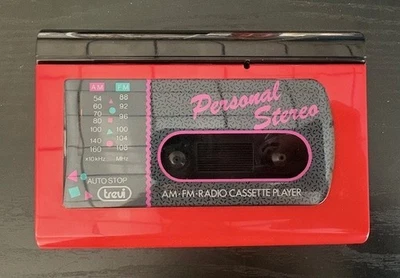 AM FM
54 88
60 92
70
80 96
100 100
140 104
160 108
X10kHz MHz
AUTO STOP
trevi
Personal
Stereo
AM·FM·RADIO CASSETTE PLAYER